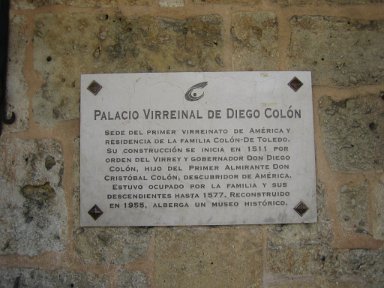 PALACIO VIRREINAL DE DIEGO COLÓN
SEDE DEL PRIMER VIRREINATO DE AMÉRICA Y
RESIDENCIA DE LA FAMILIA COLÓN-DE TOLEDO.
SU CONSTRUCCIÓN SE INICIA EN 1511 POR
ORDEN DEL VIRREY Y GOBERNADOR DON DIEGO
COLÓN, HIJO DEL PRIMER ALMIRANTE DON
CRISTÓBAL COLÓN, DESCUBRIDOR DE AMÉRICA.
ESTUVO OCUPADO POR LA FAMILIA Y SUS
DESCENDIENTES HASTA 1577. RECONSTRUIDO
EN 1955, ALBERGA UN MUSEO HISTÓRICO.